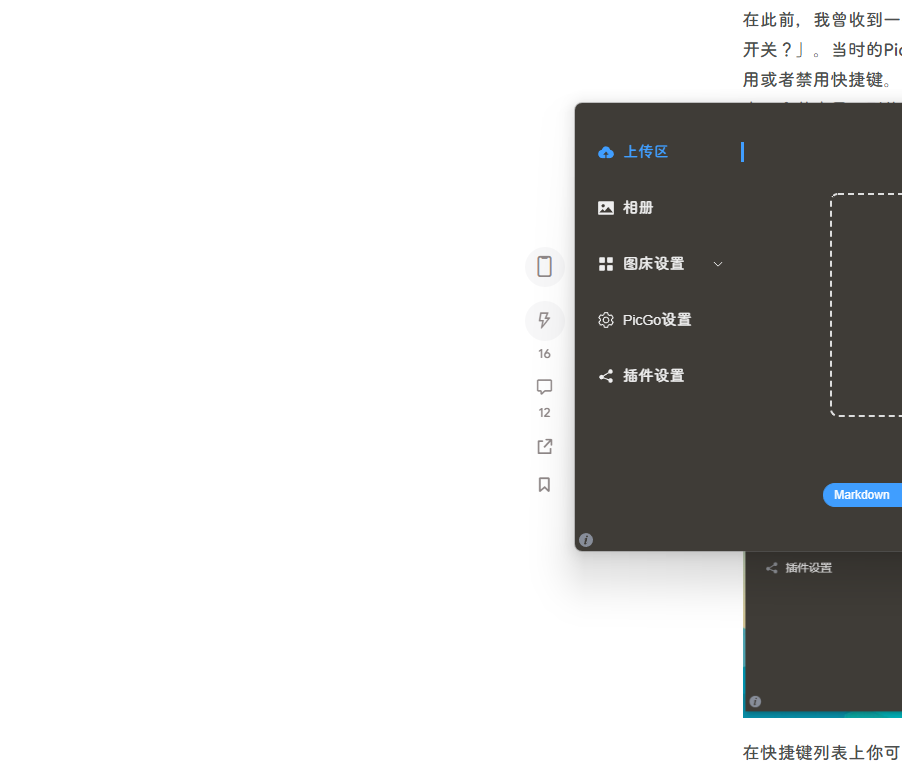 在此前，我曾收到一
开关？」。当时的Pic
用或者禁用快捷键。
上传区
相册
图床设置
PicGo设置
插件设置
16
12
Markdown
插件设置
在快捷键列表上你可